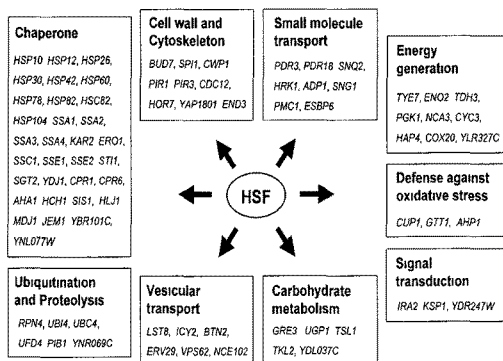 Chaperone
HSP10 HSP12, HSP26,
HSP30, HSP42, HSP60,
HSP78, HSP82, HSC82,
HSP104 SSA1, SSA2,
SSA3, SSA4, KAR2 ERO1,
SSC1, SSE1, SSE2 STI1,
SGT2, YDJ1, CPR1, CPR6,
AHA1 HCH1 SIS1, HLJ1
MDJ1 JEM1 YBR101C,
YNL077W
Cell wall and
Cytoskeleton
BUD7, SPI1, CWP1
PIR1 PIR3, CDC12,
HOR7, YAP1801 END3
Small molecule
transport
PDR3, PDR18 SNQ2,
HRK1, ADP1, SNG1
PMC1, ESBP6
Energy
generation
TYE7, ENO2 TDH3,
PGK1, NCA3, CYC3,
HAP4, COX20, YLR327C
HSF
Defense against
oxidative stress
CUP1, GTT1, AHP1
Signal
transduction
IRA2 KSP1, YDR247W
Ubiquitination
and Proteolysis
RPN4, UBI4, UBC4,
UFD4 PIB1 YNR069C
Vesicular
transport
LST8, ICY2, BTN2,
ERV29, VPS62, NCE102
Carbohydrate
metabolism
GRE3 UGP1 TSL1
TKL2, YDL037C